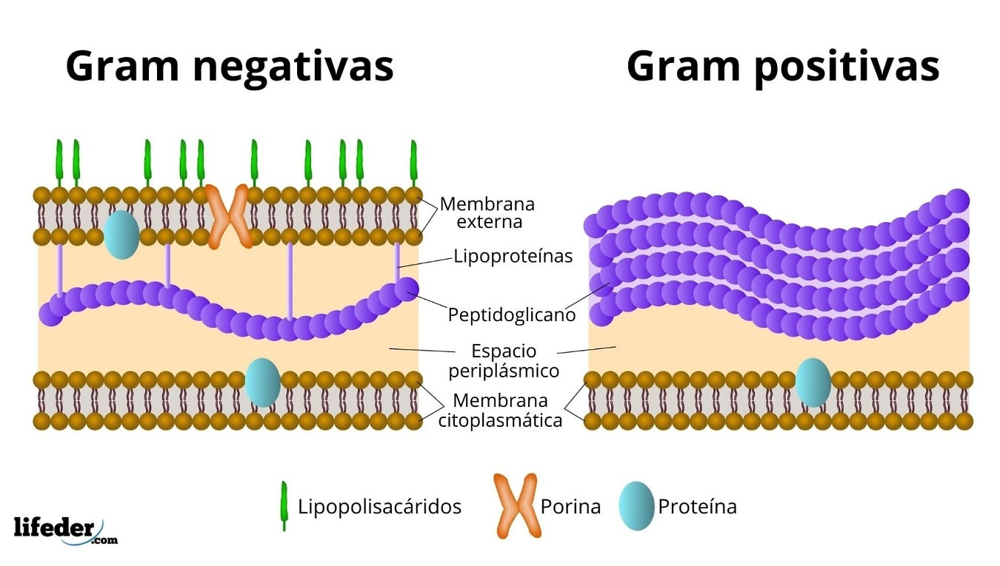 Gram negativas
Gram positivas
Membrana
externa
Lipoproteínas
Peptidoglicano
Espacio
periplásmico
Membrana
citoplasmática
Lipopolisacáridos
Porina
Proteína
lifeder
.com